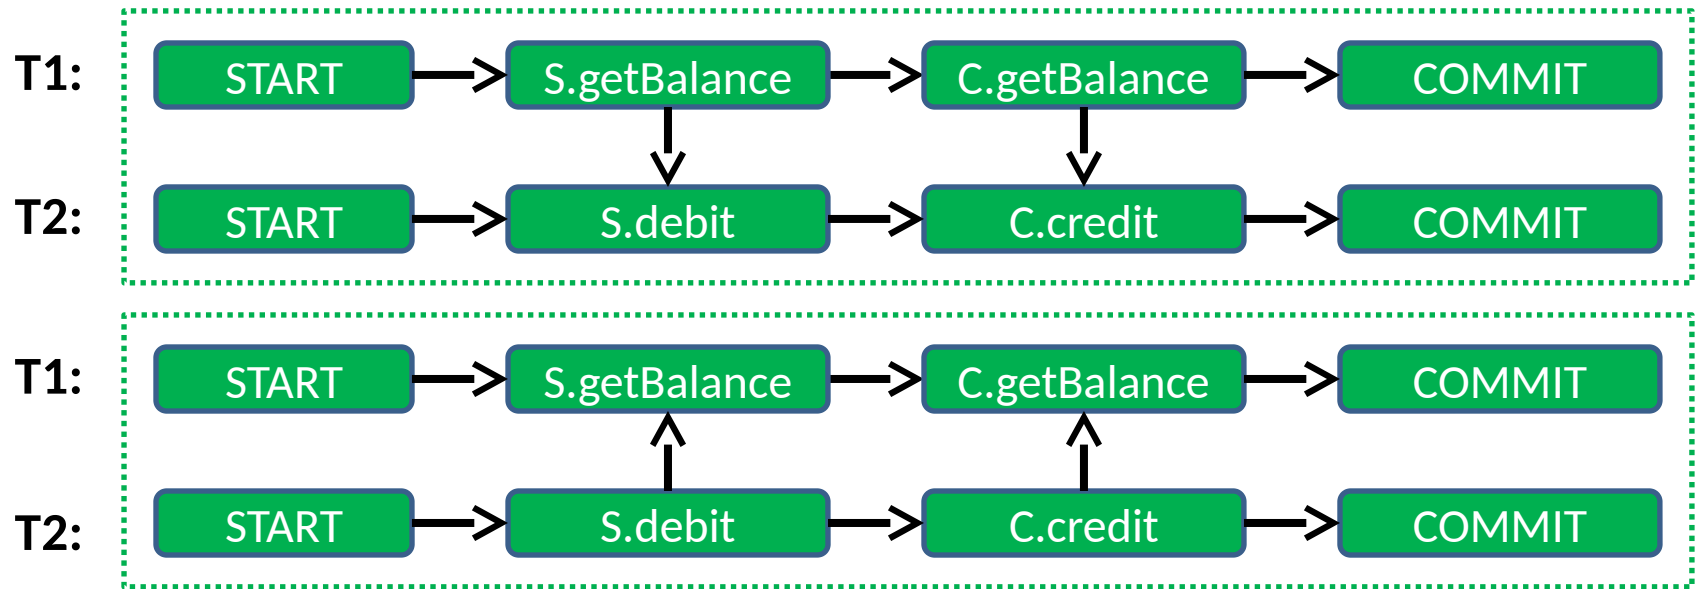 T1: START S.getBalance C.getBalance COMMIT
T2: START S.debit C.credit COMMIT
T1: START S.getBalance C.getBalance COMMIT
T2: START S.debit C.credit COMMIT